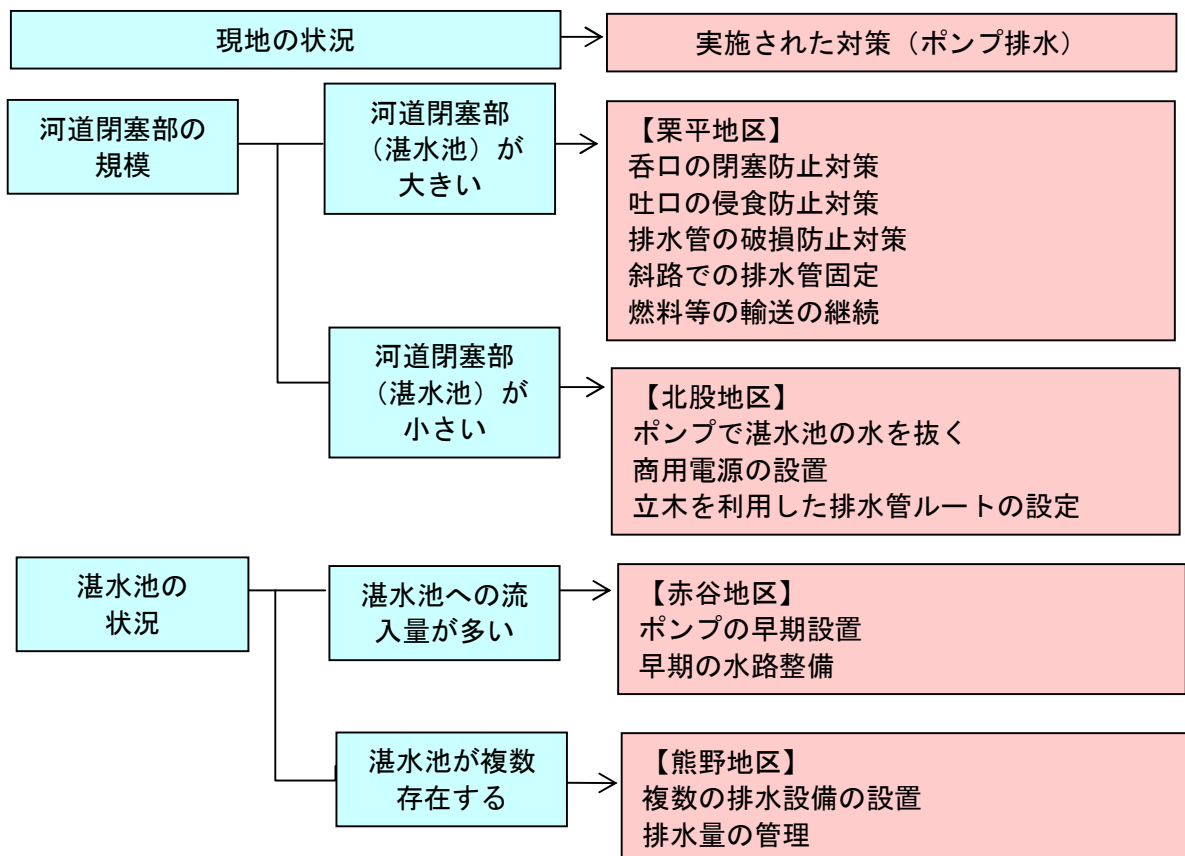 現地の状況
実施された対策（ポンプ排水）
河道閉塞部の
規模
河道閉塞部
（湛水池）が
大きい
【栗平地区】
呑口の閉塞防止対策
吐口の侵食防止対策
排水管の破損防止対策
斜路での排水管固定
燃料等の輸送の継続
河道閉塞部
（湛水池）が
小さい
【北股地区】
ポンプで湛水池の水を抜く
商用電源の設置
立木を利用した排水管ルートの設定
湛水池の
状況
湛水池への流
入量が多い
【赤谷地区】
ポンプの早期設置
早期の水路整備
湛水池が複数
存在する
【熊野地区】
複数の排水設備の設置
排水量の管理